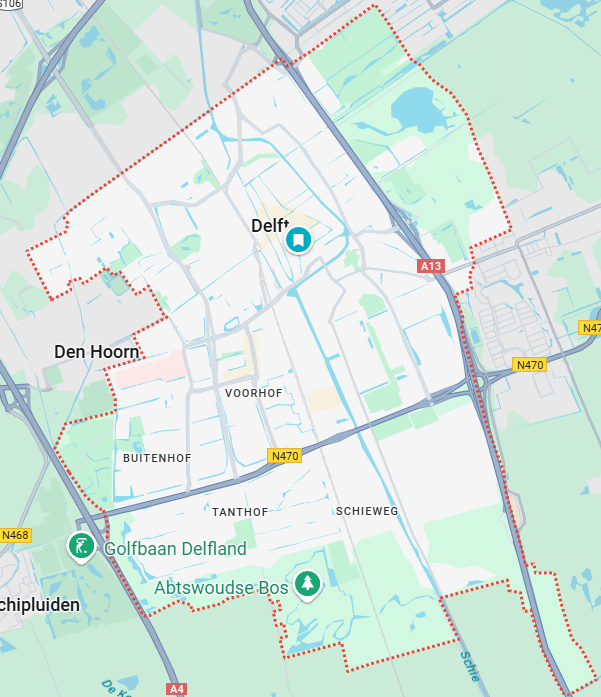 S106
Delft
A13
N47
N470
Den Hoorn
VOORHOF
BUITENHOF
N470
TANTHOF
SCHIEWEG
N468
Golfbaan Delfland
Abtswoudse Bos
chipluiden
Schie
A4